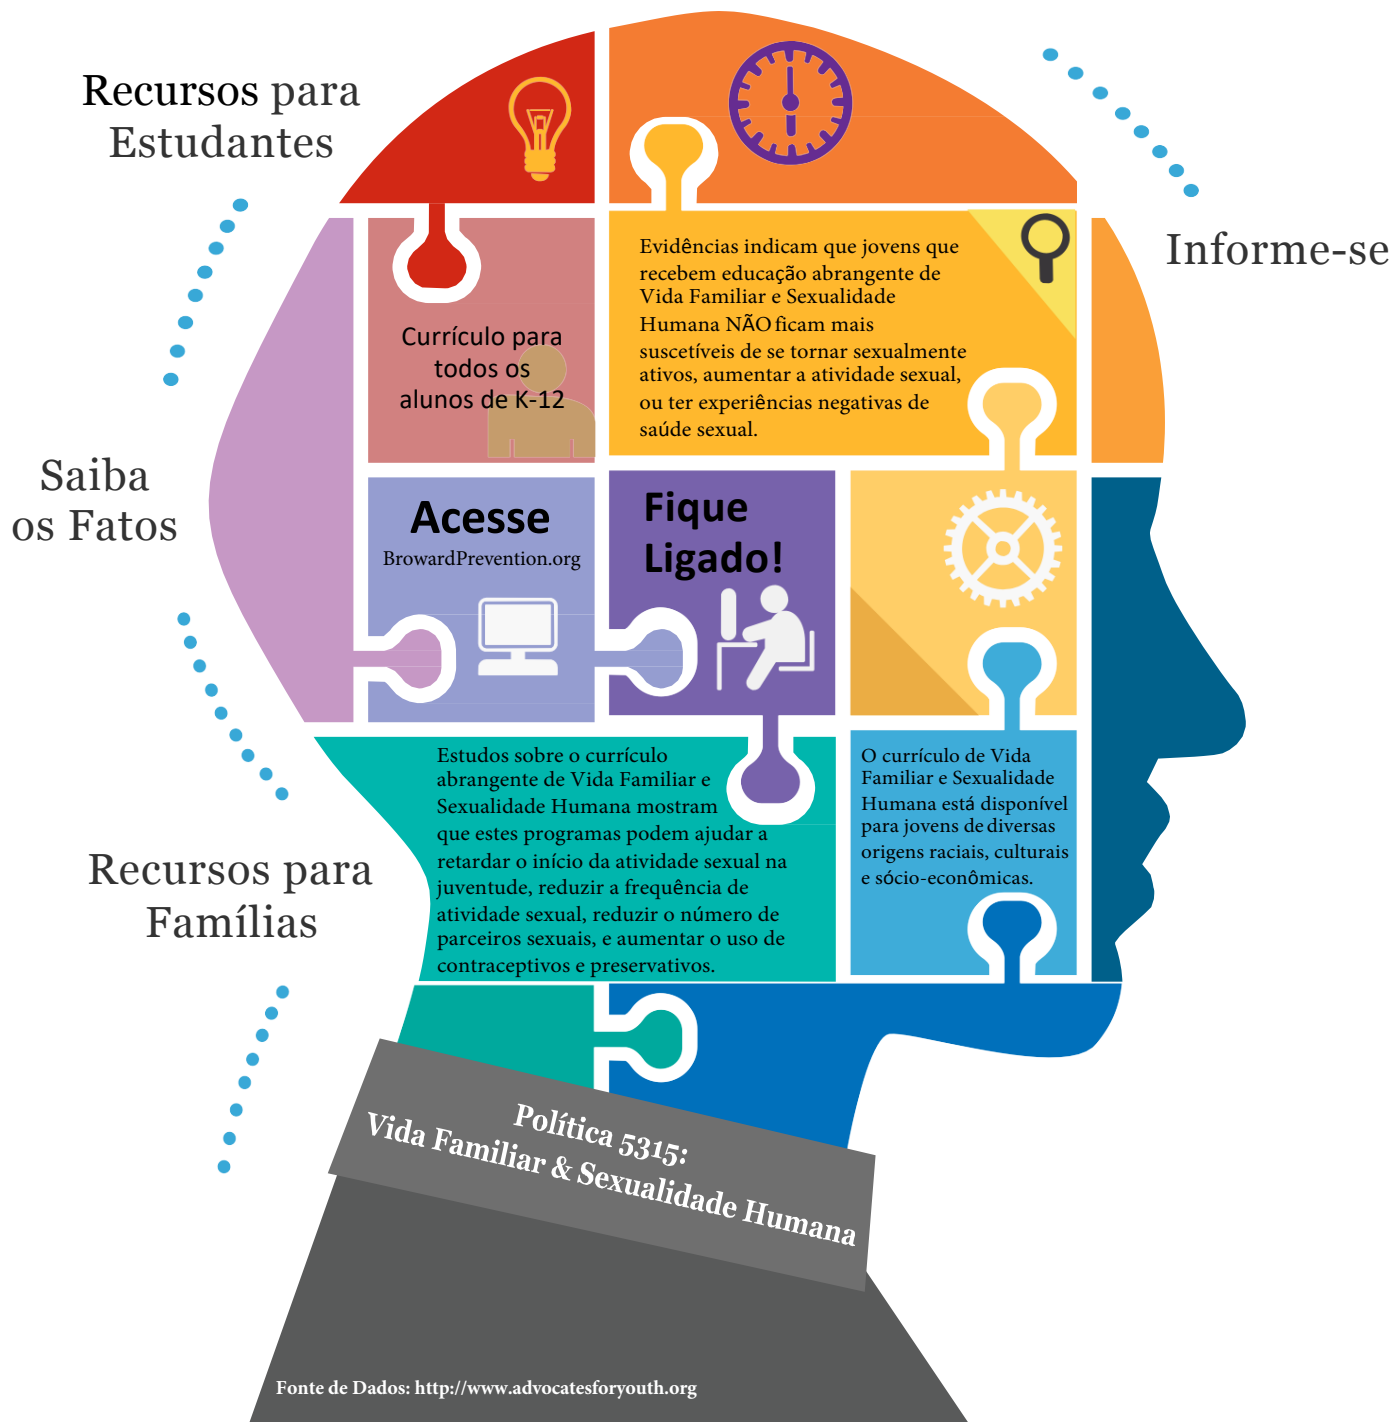 Recursos para
Estudantes
Informe-se
Evidências indicam que jovens que
recebem educação abrangente de
Vida Familiar e Sexualidade
Humana NÃO ficam mais
suscetíveis de se tornar sexualmente
ativos, aumentar a atividade sexual,
ou ter experiências negativas de
saúde sexual.
Currículo para
todos os
alunos de K-12
Saiba
os Fatos
Acesse
BrowardPrevention.org
Fique
Ligado!
Estudos sobre o currículo
abrangente de Vida Familiar e
Sexualidade Humana mostram
que estes programas podem ajudar a
retardar o início da atividade sexual na
juventude, reduzir a frequência de
atividade sexual, reduzir o número de
parceiros sexuais, e aumentar o uso de
contraceptivos e preservativos.
O currículo de Vida
Familiar e Sexualidade
Humana está disponível
para jovens de diversas
origens raciais, culturais
e sócio-econômicas.
Recursos para
Famílias
Política 5315:
Vida Familiar & Sexualidade Humana
Fonte de Dados: http://www.advocatesforyouth.org